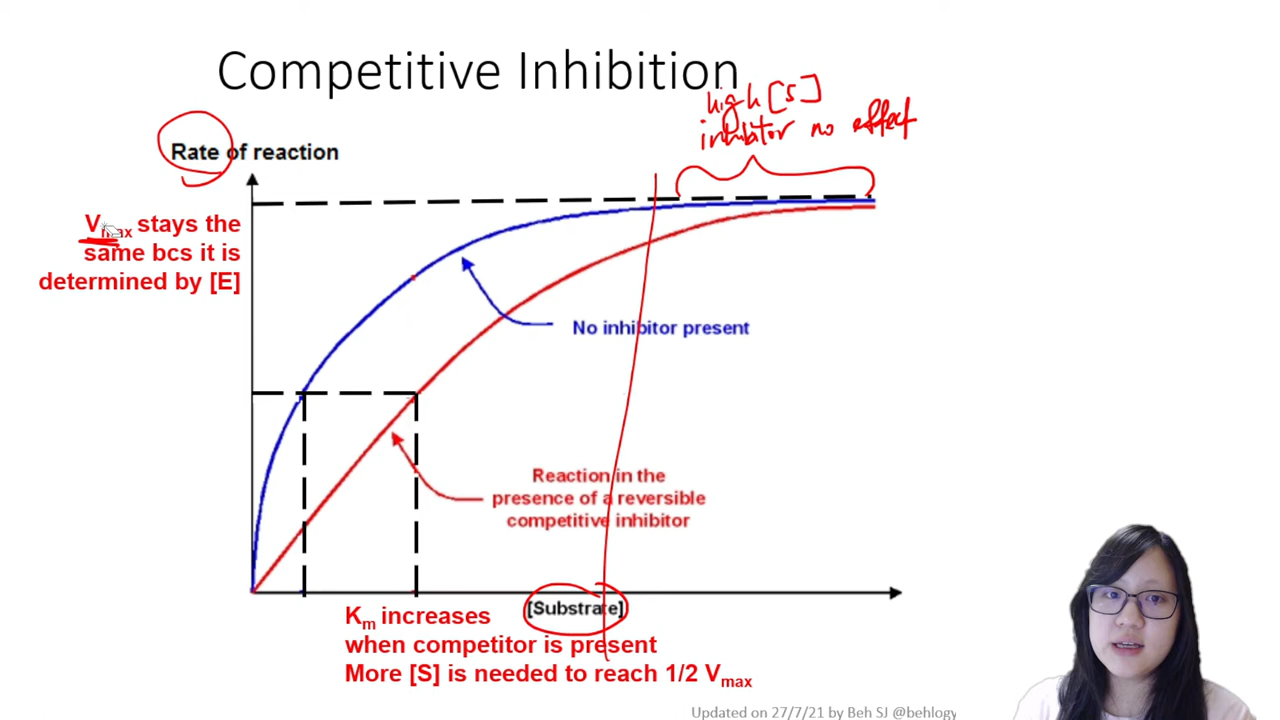 Competitive Inhibition
high [S]
inhibitor no effect
Rate of reaction
Vmax stays the
same bcs it is
determined by [E]
No inhibitor present
Reaction in the
presence of a reversible
competitive inhibitor
[Substrate]
Km increases
when competitor is present
More [S] is needed to reach 1/2 Vmax
Updated on 27/7/21 by Beh SJ @behlogy